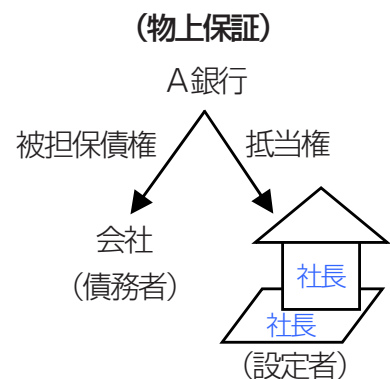 （物上保証）
A銀行
被担保債権
抵当権
会社
（債務者）
社長
社長
（設定者）